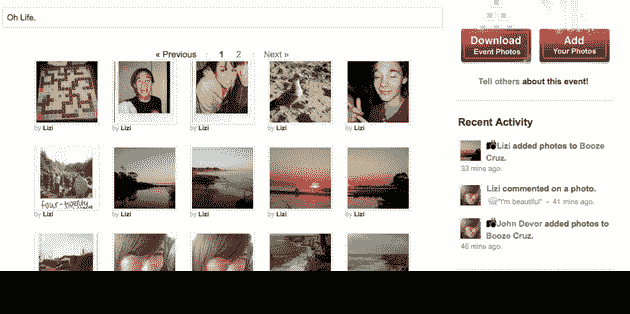 Oh Life.
« Previous : 1 2 : Next »
by Lizi by Lizi by Lizi by Lizi by Lizi
four-twenty
by Lizi by Lizi by Lizi by Lizi by Lizi
Download
Event Photos
Add
Your Photos
Tell others about this event!
Recent Activity
Lizi added photos to Booze
Cruz.
33 mins ago.
Lizi commented on a photo.
"I'm beautiful" - 41 mins ago.
John Devor added photos to
Booze Cruz.
46 mins ago.